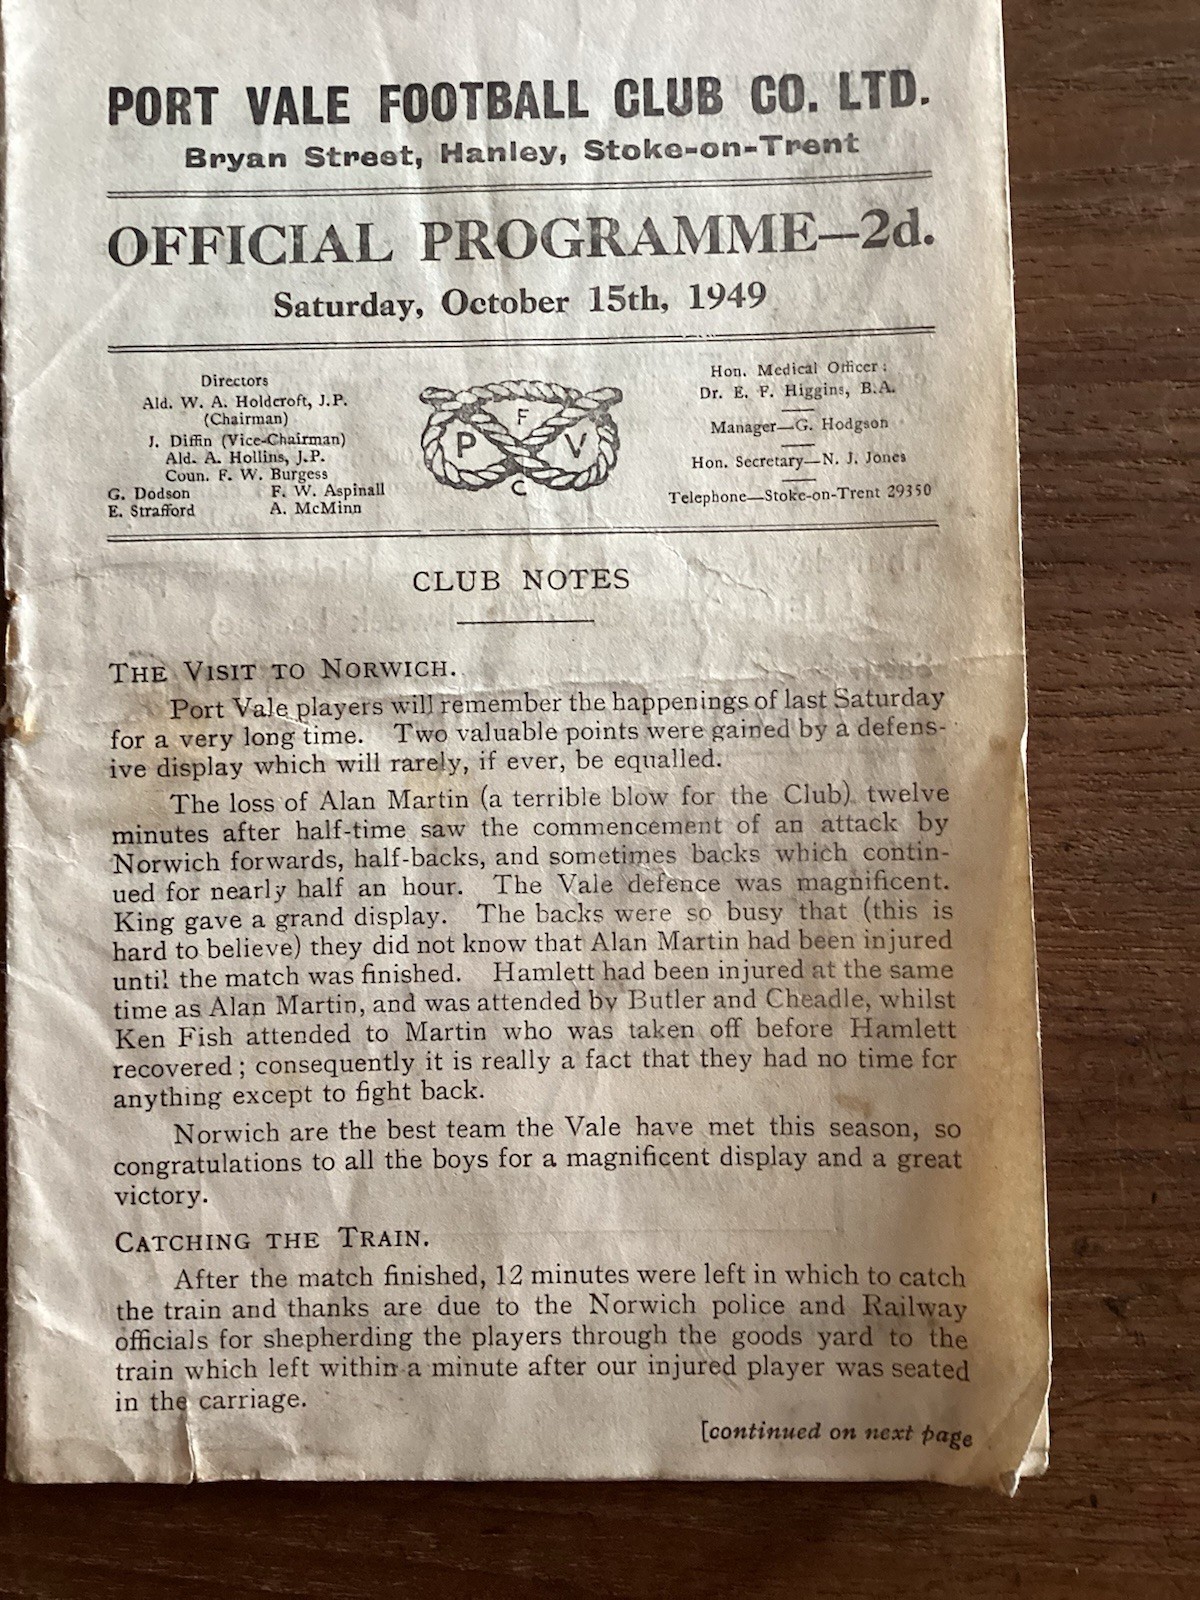 PORT VALE FOOTBALL CLUB CO. LTD.
Bryan Street, Hanley, Stoke-on-Trent
OFFICIAL PROGRAMME—2d.
Saturday, October 15th, 1949
Directors
Ald. W. A. Holdcroft, J.P.
(Chairman)
J. Diffin (Vice-Chairman)
Ald. A. Hollins, J.P.
Coun. F. W. Burgess
G. Dodson F. W. Aspinall
E. Strafford A. McMinn
F
P V
C
Hon. Medical Officer:
Dr. E. F. Higgins, B.A.
Manager—G. Hodgson
Hon. Secretary—N. J. Jones
Telephone—Stoke-on-Trent 29350
CLUB NOTES
THE VISIT TO NORWICH.
Port Vale players will remember the happenings of last Saturday
for a very long time. Two valuable points were gained by a defens-
ive display which will rarely, if ever, be equalled.
The loss of Alan Martin (a terrible blow for the Club) twelve
minutes after half-time saw the commencement of an attack by
Norwich forwards, half-backs, and sometimes backs which contin-
ued for nearly half an hour. The Vale defence was magnificent.
King gave a grand display. The backs were so busy that (this is
hard to believe) they did not know that Alan Martin had been injured
until the match was finished. Hamlett had been injured at the same
time as Alan Martin, and was attended by Butler and Cheadle, whilst
Ken Fish attended to Martin who was taken off before Hamlett
recovered; consequently it is really a fact that they had no time for
anything except to fight back.
Norwich are the best team the Vale have met this season, so
congratulations to all the boys for a magnificent display and a great
victory.
CATCHING THE TRAIN.
After the match finished, 12 minutes were left in which to catch
the train and thanks are due to the Norwich police and Railway
officials for shepherding the players through the goods yard to the
train which left within a minute after our injured player was seated
in the carriage.
[continued on next page